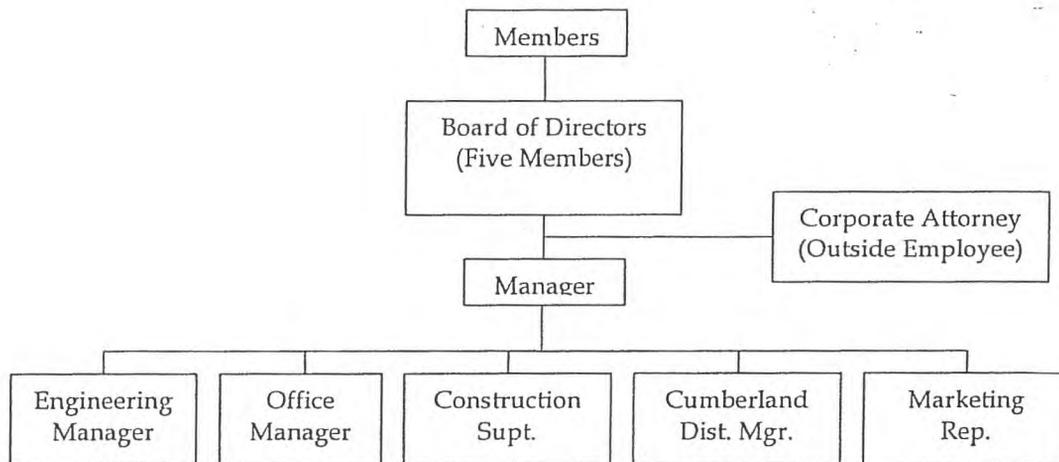 Members
Board of Directors
(Five Members)
Corporate Attorney
(Outside Employee)
Manager
Engineering
Manager
Office
Manager
Construction
Supt.
Cumberland
Dist. Mgr.
Marketing
Rep.